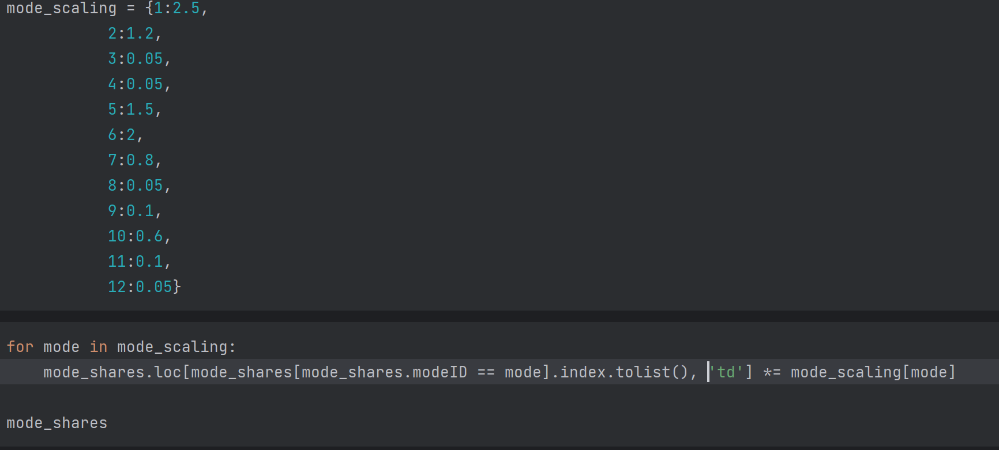 mode_scaling = {1:2.5,
           2:1.2,
           3:0.05,
           4:0.05,
           5:1.5,
           6:2,
           7:0.8,
           8:0.05,
           9:0.1,
           10:0.6,
           11:0.1,
           12:0.05}
for mode in mode_scaling:
    mode_shares.loc[mode_shares[mode_shares.modeID == mode].index.tolist(), 'td'] *= mode_scaling[mode]
mode_shares